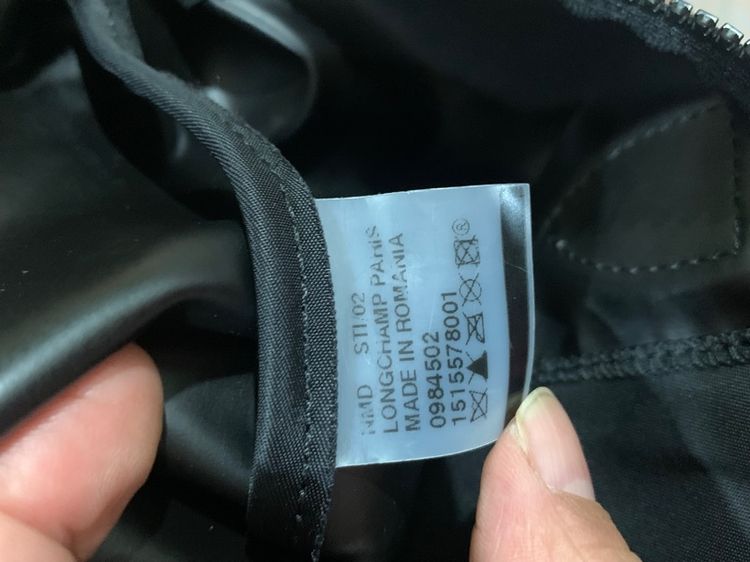 NMD STI 02
LONGCHAMP PARIS
MADE IN ROMANIA
0984502
1515578001